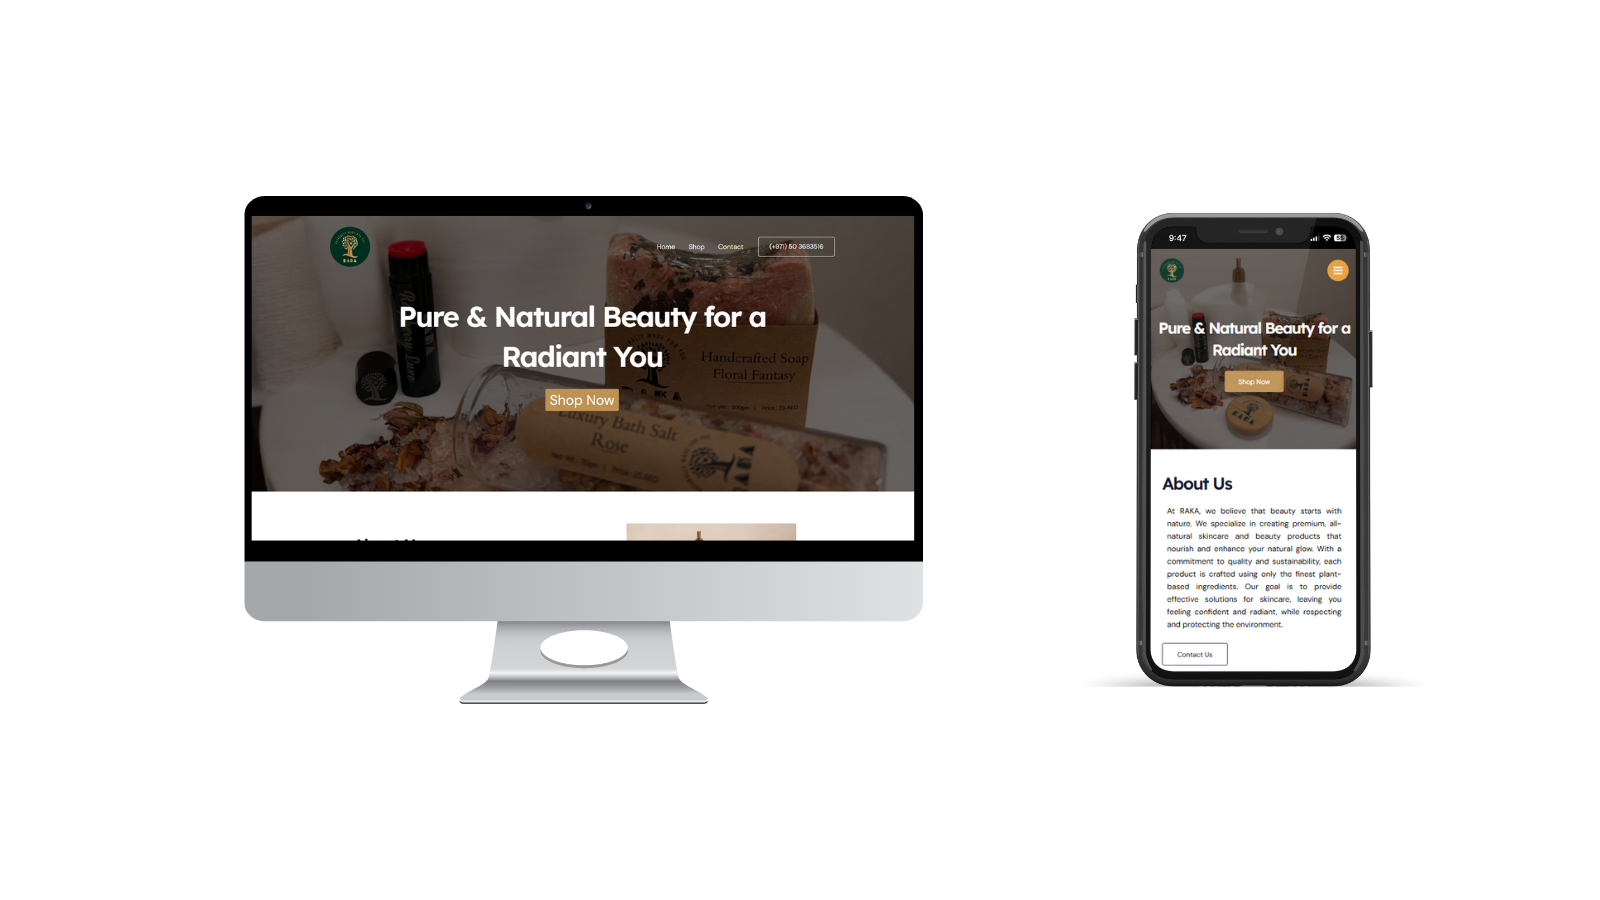 Home Shop Contact (+971) 50 3683516
Pure & Natural Beauty for a
Radiant You
Shop Now
Handcrafted Soap
Floral Fantasy
Luxury Bath Salt
Rose
RAKA
9:47
58
Pure & Natural Beauty for a
Radiant You
Shop Now
RAKA
About Us
At RAKA, we believe that beauty starts with
nature. We specialize in creating premium, all-
natural skincare and beauty products that
nourish and enhance your natural glow. With a
commitment to quality and sustainability, each
product is crafted using only the finest plant-
based ingredients. Our goal is to provide
effective solutions for skincare, leaving you
feeling confident and radiant, while respecting
and protecting the environment.
Contact Us